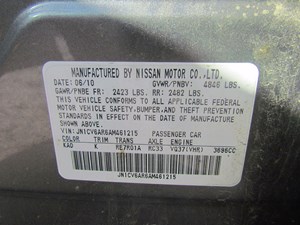 MANUFACTURED BY NISSAN MOTOR CO.,LTD.
DATE: 06/10 GVWR/PNBV: 4846 LBS.
GAWR/PNBE FR: 2423 LBS. RR: 2482 LBS.
THIS VEHICLE CONFORMS TO ALL APPLICABLE FEDERAL
MOTOR VEHICLE SAFETY, BUMPER, AND THEFT PREVENTION
STANDARDS IN EFFECT ON THE DATE OF MANUFACTURE
SHOWN ABOVE.
VIN:JN1CV6AR6AM461215 PASSENGER CAR
COLOR TRIM TRANS AXLE ENGINE
KAD K RE7R01A RC33 VQ37(VHR) 3696CC
JN1CV6AR6AM461215